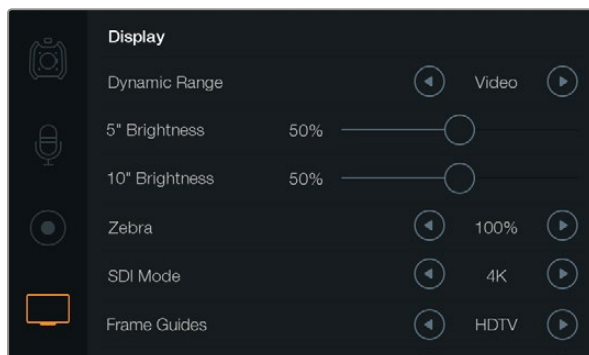 Display
Dynamic Range Video
5" Brightness 50%
10" Brightness 50%
Zebra 100%
SDI Mode 4K
Frame Guides HDTV